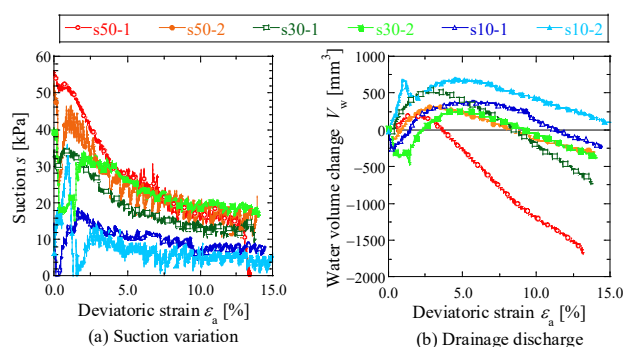 s50-1 s50-2 s30-1 s30-2 s10-1 s10-2
60
50
40
30
20
10
0
Suction s [kPa]
0.0 5.0 10.0 15.0
Deviatoric strain εa [%]
(a) Suction variation
1000
500
0
−500
−1000
−1500
−2000
Water volume change Vw [mm³]
0.0 5.0 10.0 15.0
Deviatoric strain εa [%]
(b) Drainage discharge